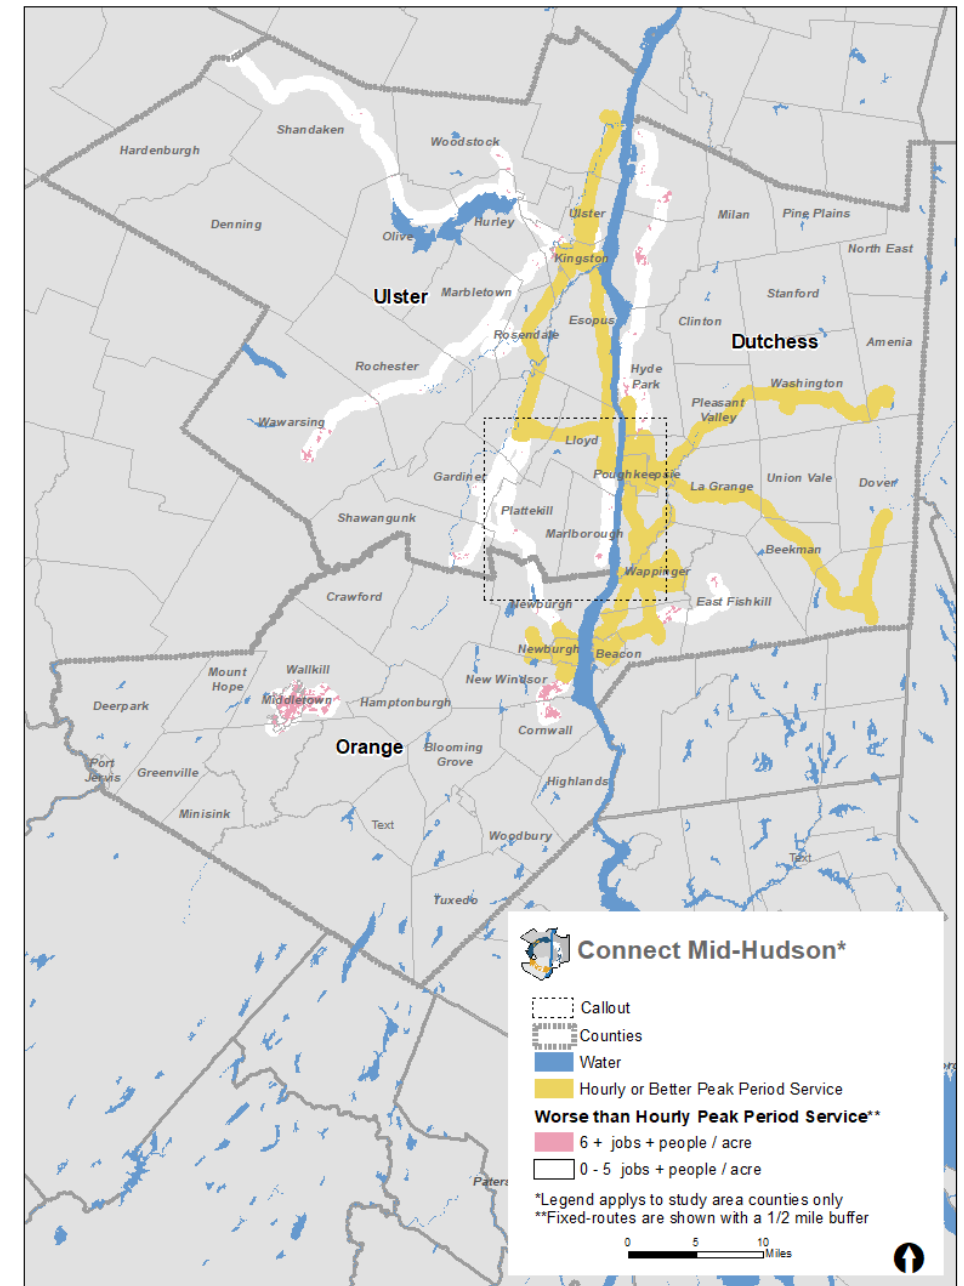 Shandaken
Woodstock
Hardenburgh
Milan
Pine Plains
Ulster
Denning
Hurley
Olive
North East
Kingston
Ulster
Marbletown
Stanford
Esopus
Clinton
Rosendale
Dutchess
Amenia
Rochester
Hyde
Park
Washington
Pleasant
Valley
Wawarsing
Lloyd
Gardiner
Poughkeepsie
La Grange
Union Vale
Dover
Plattekill
Shawangunk
Marlborough
Beekman
Wappinger
Crawford
Newburgh
East Fishkill
Newburgh
Beacon
Mount
Hope
Wallkill
New Windsor
Middletown
Hamptonburgh
Deerpark
Cornwall
Orange
Blooming
Grove
Port
Jervis
Greenville
Highlands
Minisink
Text
Woodbury
Text
Tuxedo
Connect Mid-Hudson*
Callout
Counties
Water
Hourly or Better Peak Period Service
Worse than Hourly Peak Period Service**
6 + jobs + people / acre
0 - 5 jobs + people / acre
Paters
*Legend applys to study area counties only
**Fixed-routes are shown with a 1/2 mile buffer
0 5 10
Miles